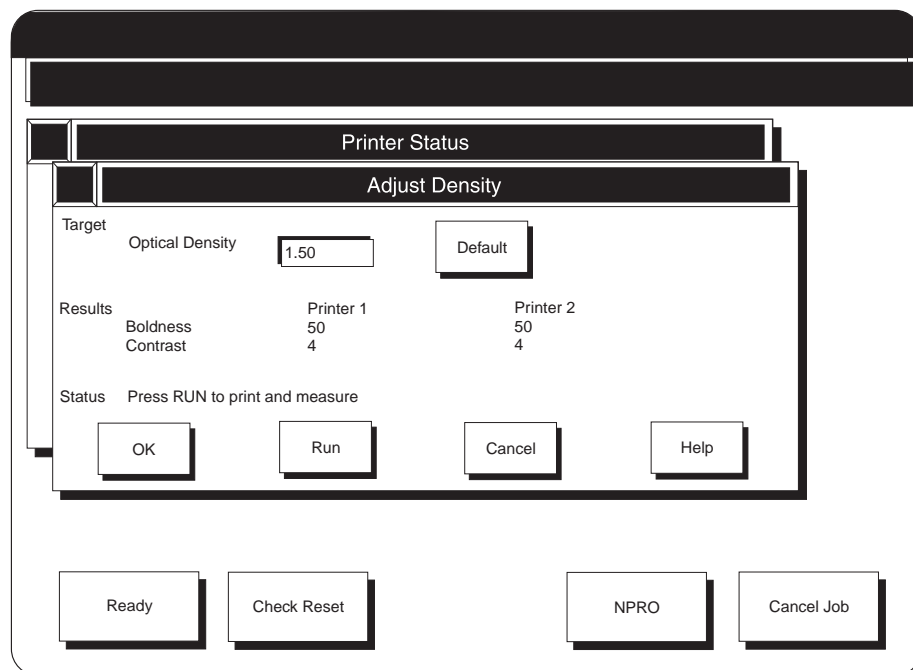 Printer Status
Adjust Density
Target
Optical Density 1.50 Default
Results Printer 1 Printer 2
Boldness 50 50
Contrast 4 4
Status Press RUN to print and measure
OK Run Cancel Help
Ready Check Reset NPRO Cancel Job